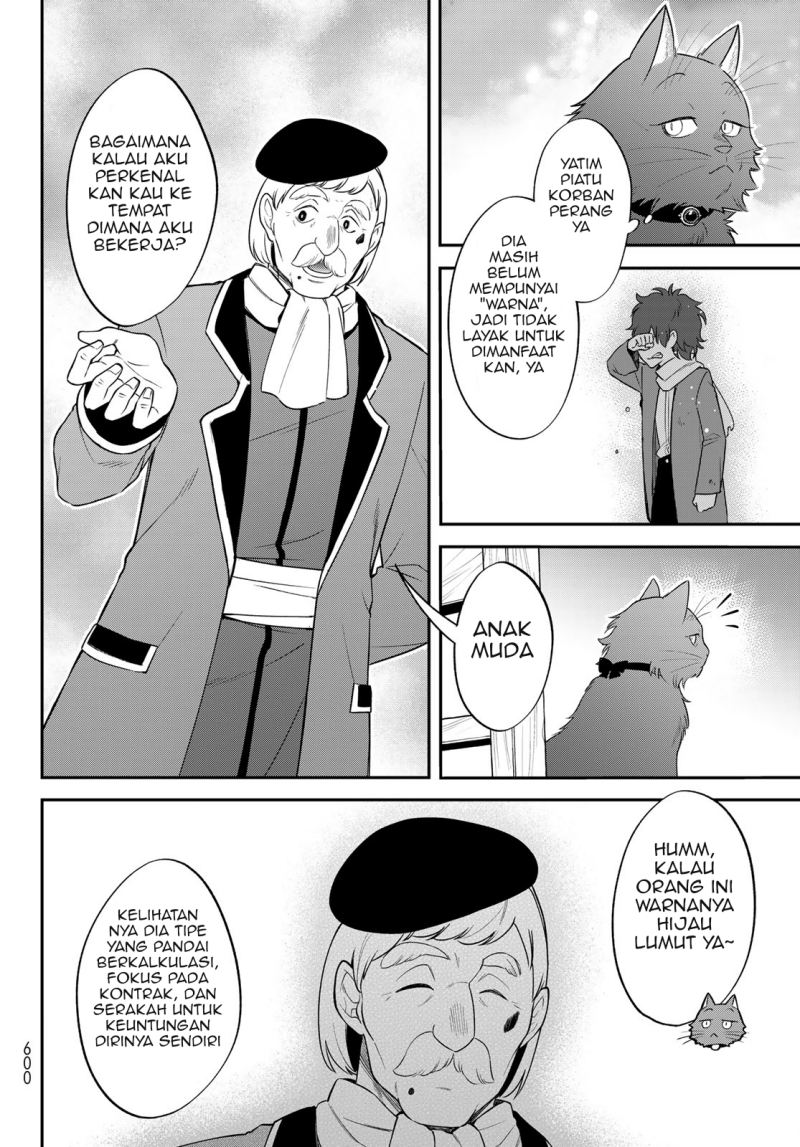 YATIM
PIATU
KORBAN
PERANG
YA
DIA
MASIH
BELUM
MEMPUNYAI
"WARNA",
JADI TIDAK
LAYAK UNTUK
DIMANFAAT
KAN, YA
ANAK
MUDA
BAGAIMANA
KALAU AKU
PERKENAL
KAN KAU KE
TEMPAT
DIMANA AKU
BEKERJA?
HUMM,
KALAU
ORANG INI
WARNANYA
HIJAU
LUMUT YA~
KELIHATAN
NYA DIA TIPE
YANG PANDAI
BERKALKULASI,
FOKUS PADA
KONTRAK, DAN
SERAKAH UNTUK
KEUNTUNGAN
DIRINYA SENDIRI
600